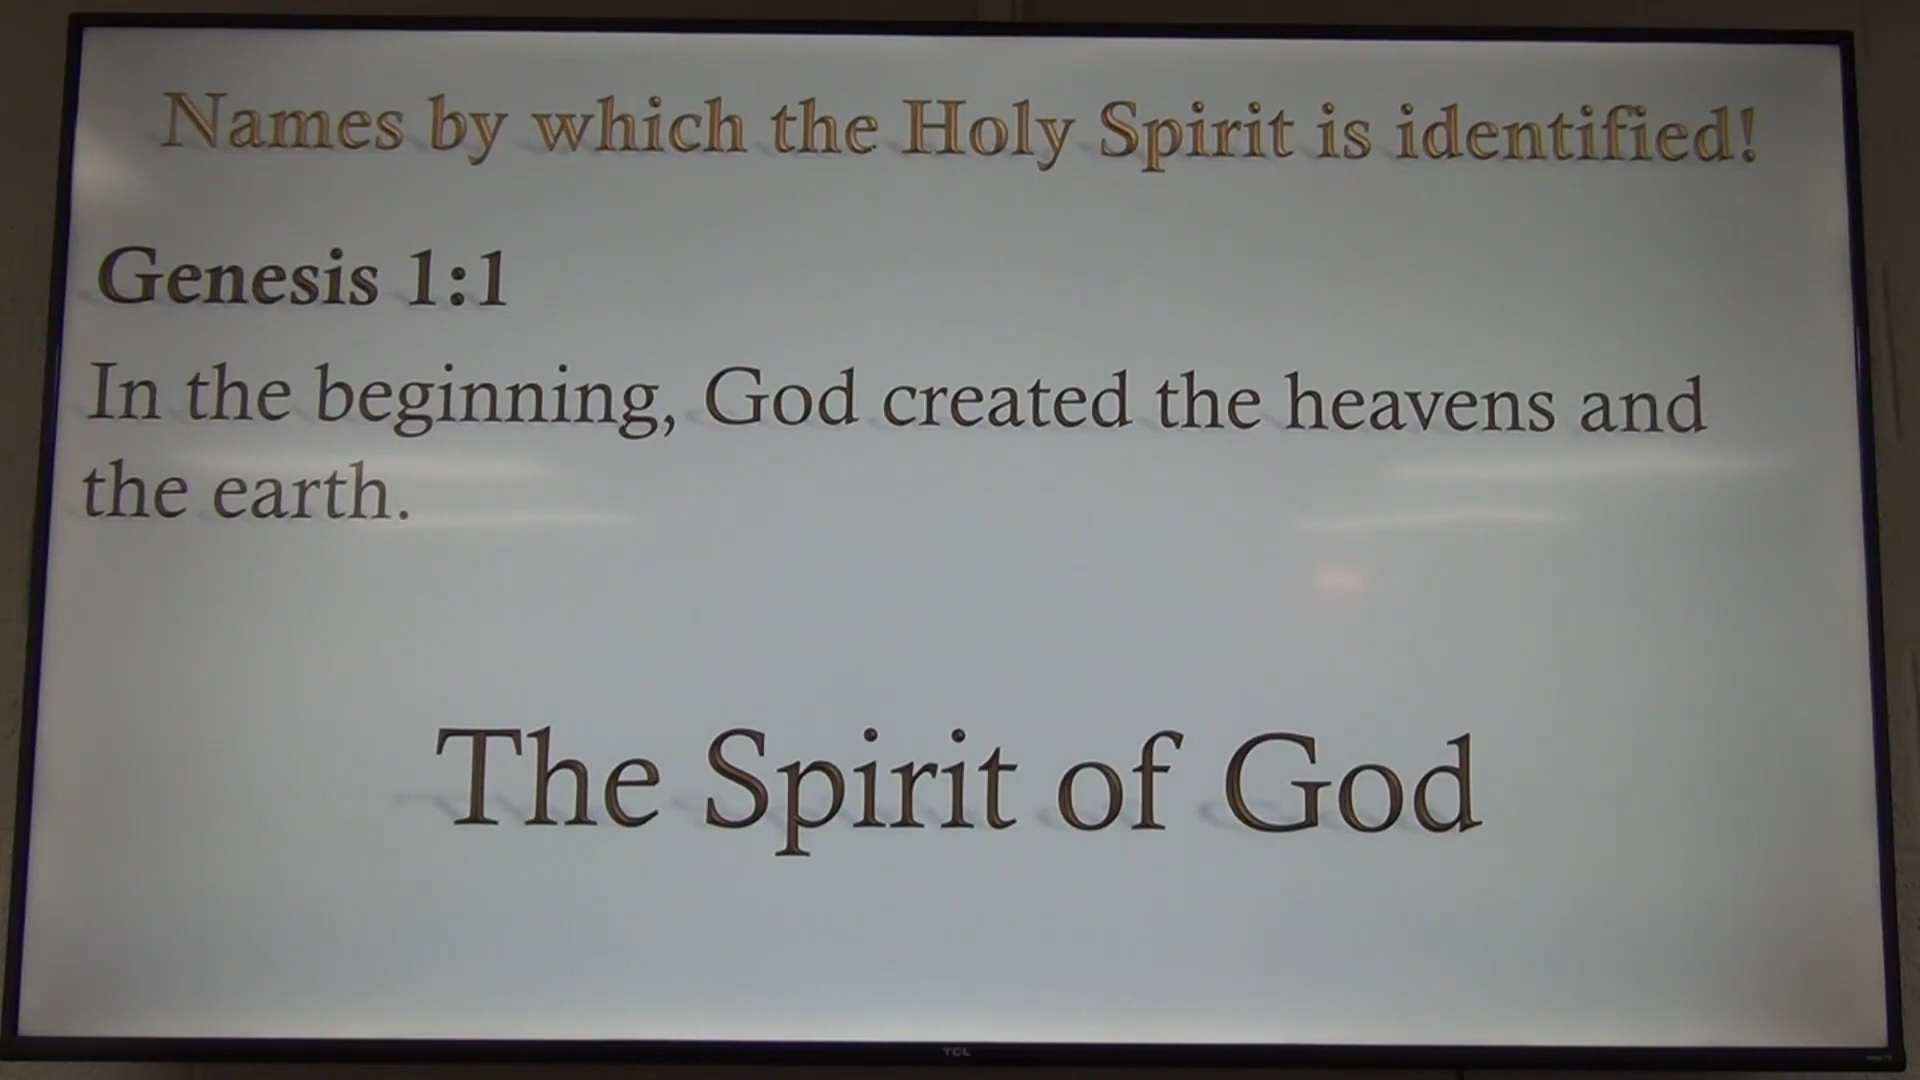 Names by which the Holy Spirit is identified!
Genesis 1:1
In the beginning, God created the heavens and
the earth.
The Spirit of God
TCL